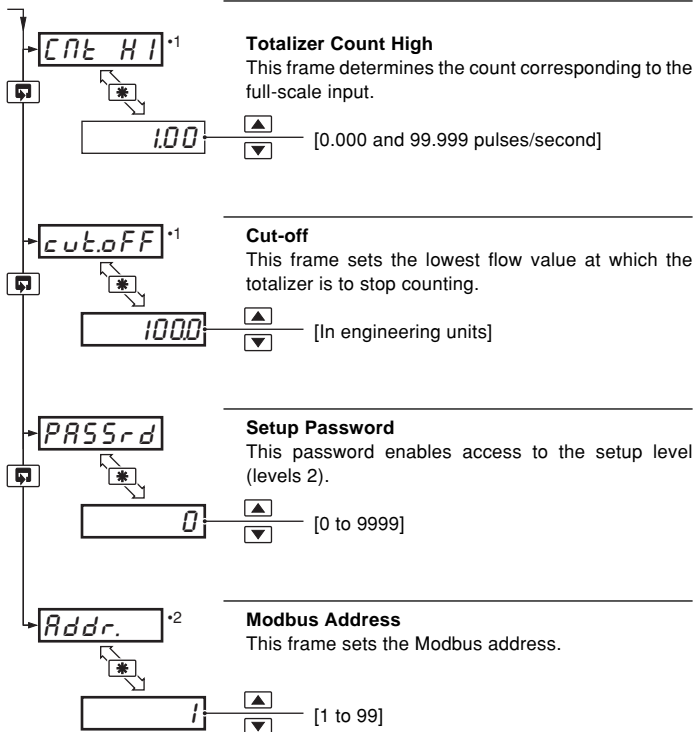 CNt HI •1
Totalizer Count High
This frame determines the count corresponding to the
full-scale input.
1.00
[0.000 and 99.999 pulses/second]
cut.oFF •1
Cut-off
This frame sets the lowest flow value at which the
totalizer is to stop counting.
100.0
[In engineering units]
PASSrd
Setup Password
This password enables access to the setup level
(levels 2).
0
[0 to 9999]
Addr. •2
Modbus Address
This frame sets the Modbus address.
1
[1 to 99]